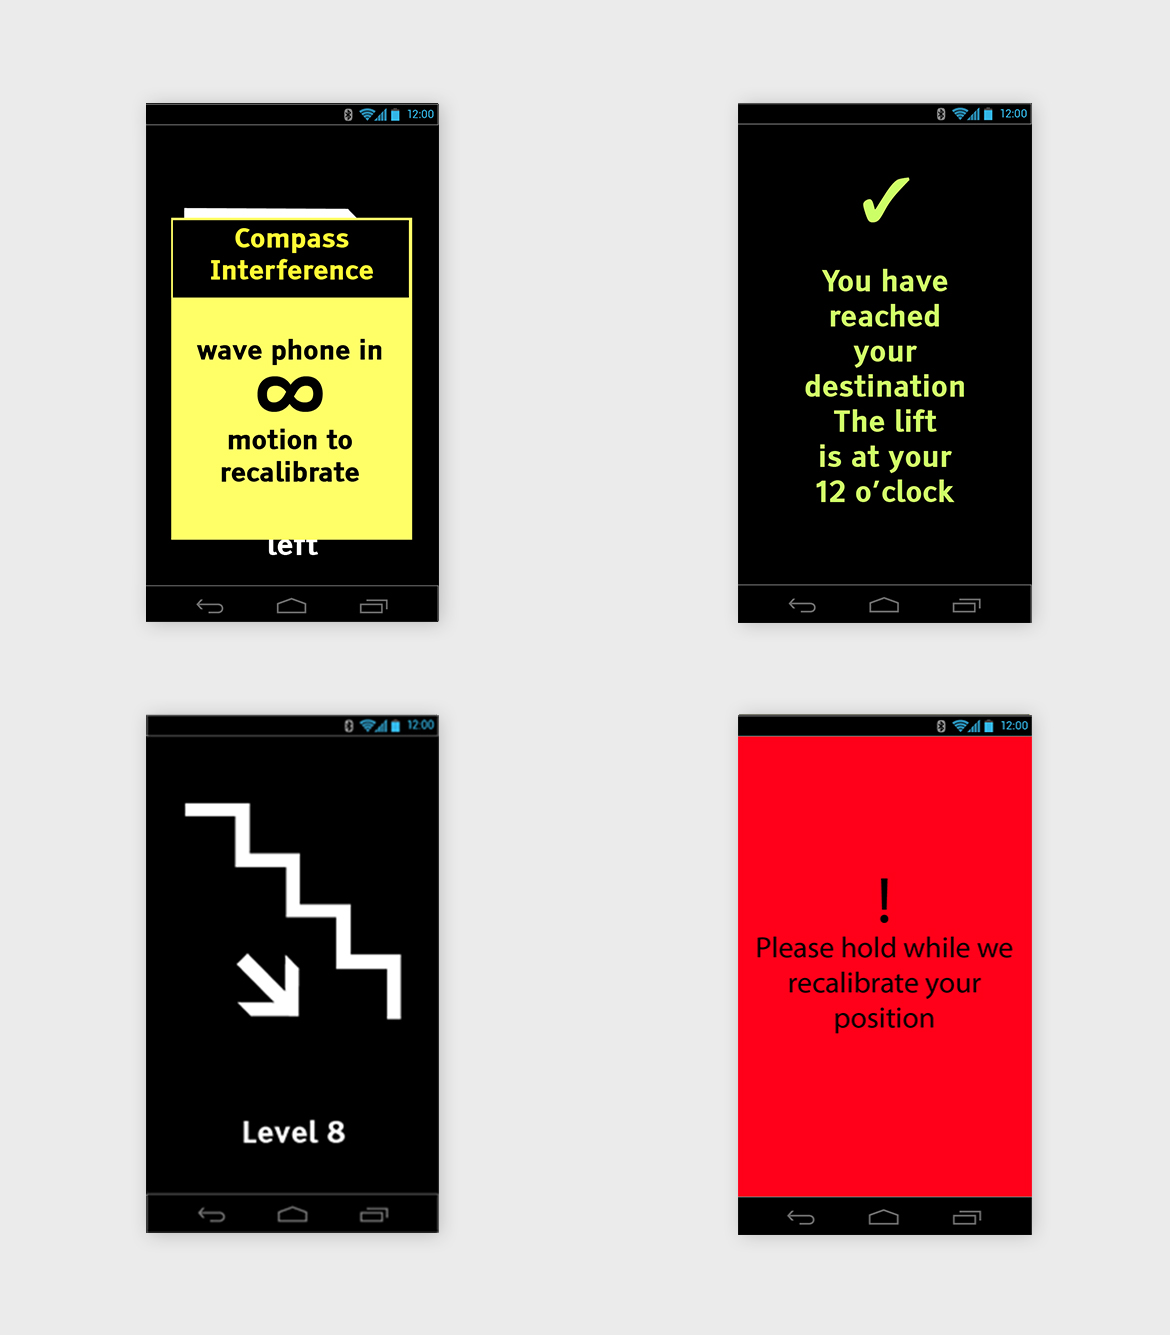 12:00
Compass
Interference
wave phone in
∞
motion to
recalibrate
left
12:00
✓
You have
reached
your
destination
The lift
is at your
12 o’clock
12:00
Level 8
12:00
!
Please hold while we
recalibrate your
position